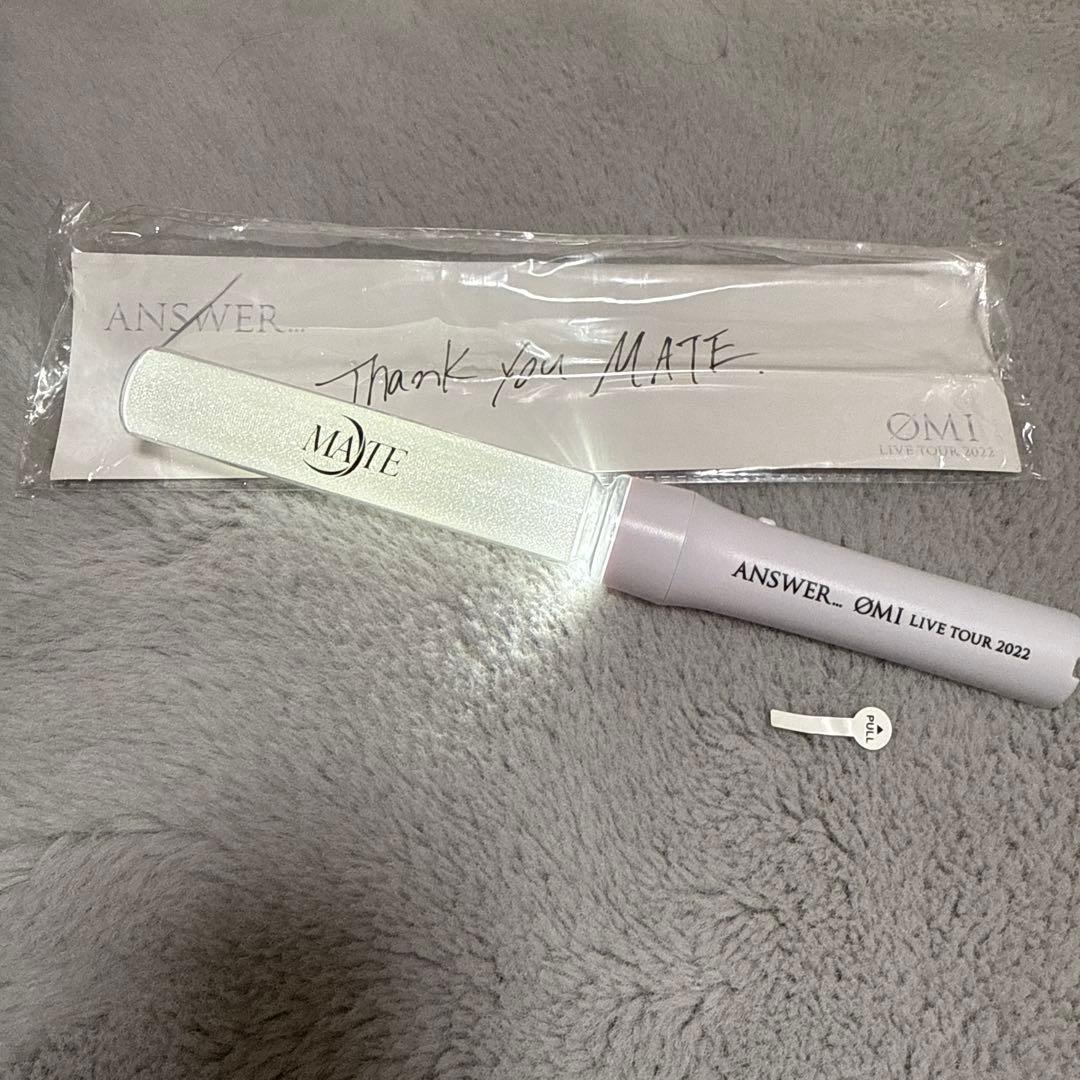 ANSWER...
Thank you MATE.
ØMI
LIVE TOUR 2022
MATE
ANSWER... ØMI LIVE TOUR 2022
PULL